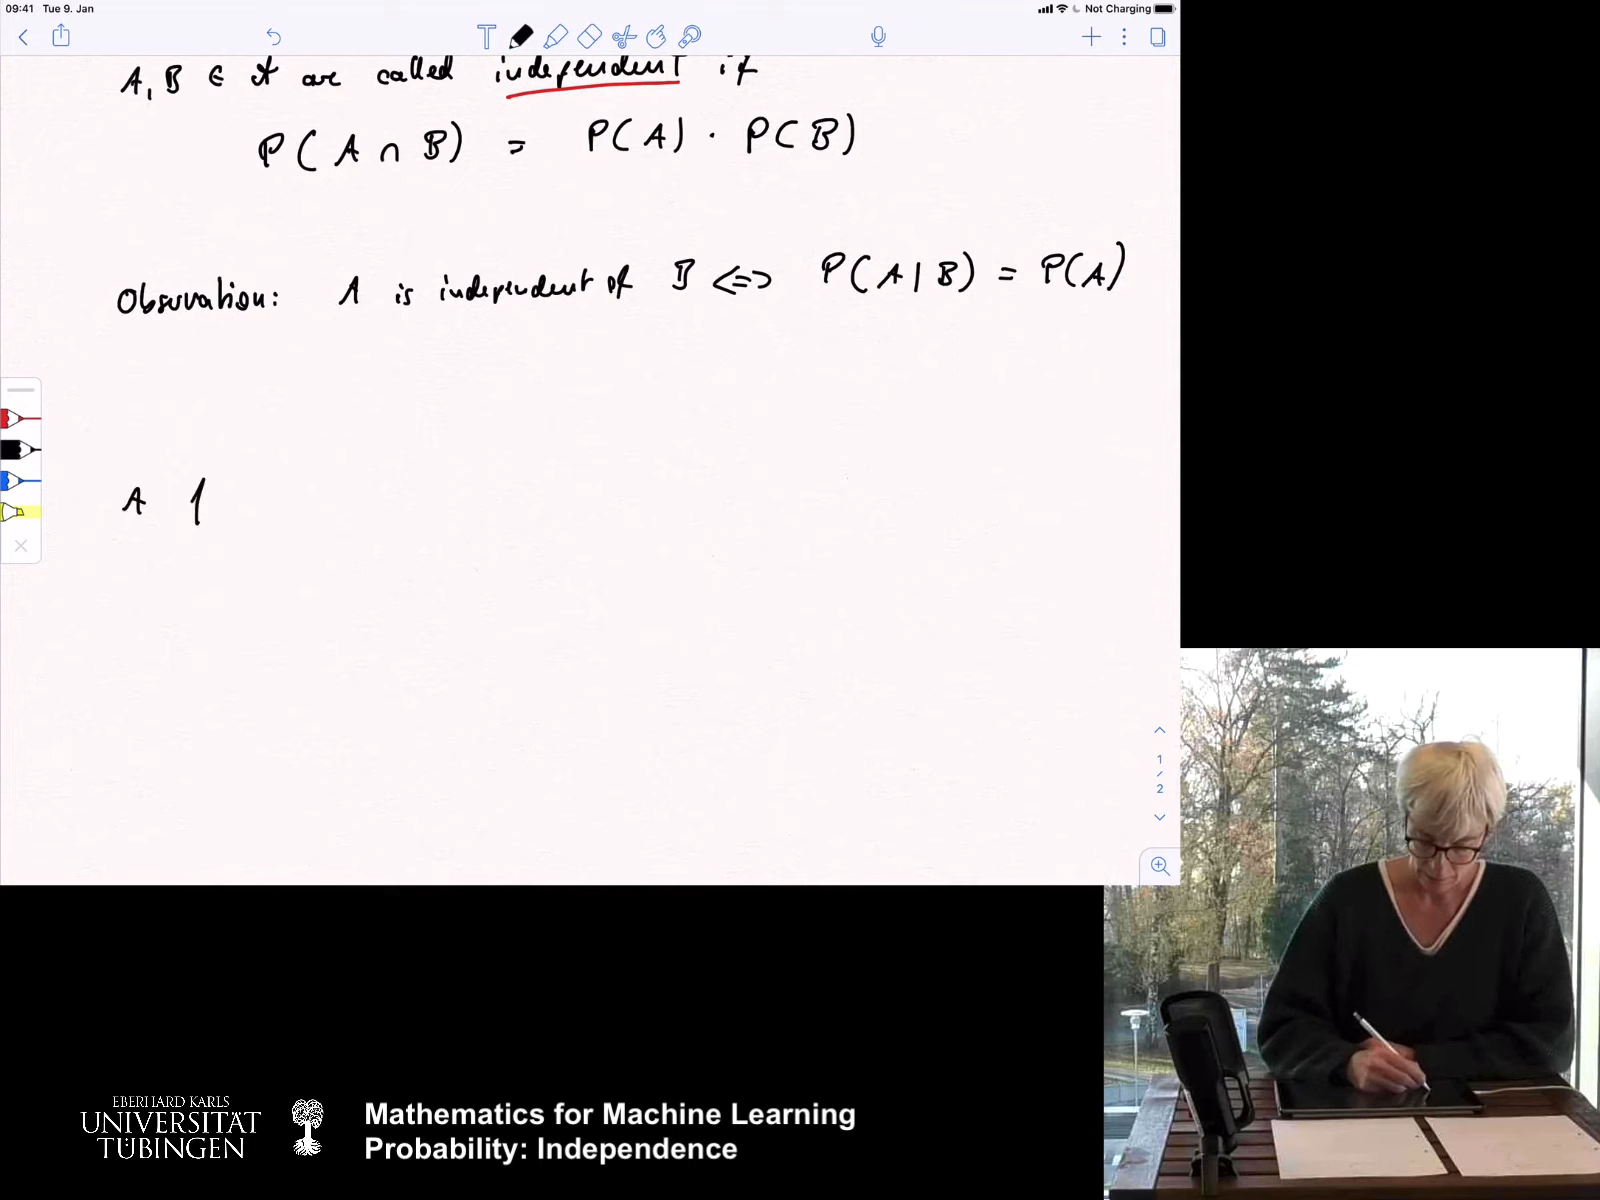 09:41 Tue 9. Jan Not Charging
A, B ∈ 𝒜 are called independent if
P( A ∩ B ) = P( A ) · P( B )
Observation: A is independent of B <=> P( A | B ) = P( A )
A (
1
/
2
EBERHARD KARLS
UNIVERSITÄT
TÜBINGEN
Mathematics for Machine Learning
Probability: Independence